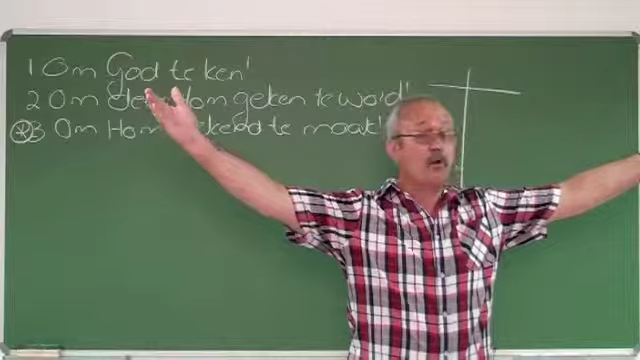 1 Om God te ken!
2 Om deur Hom geken te word!
3 Om Hom bekend te maak!